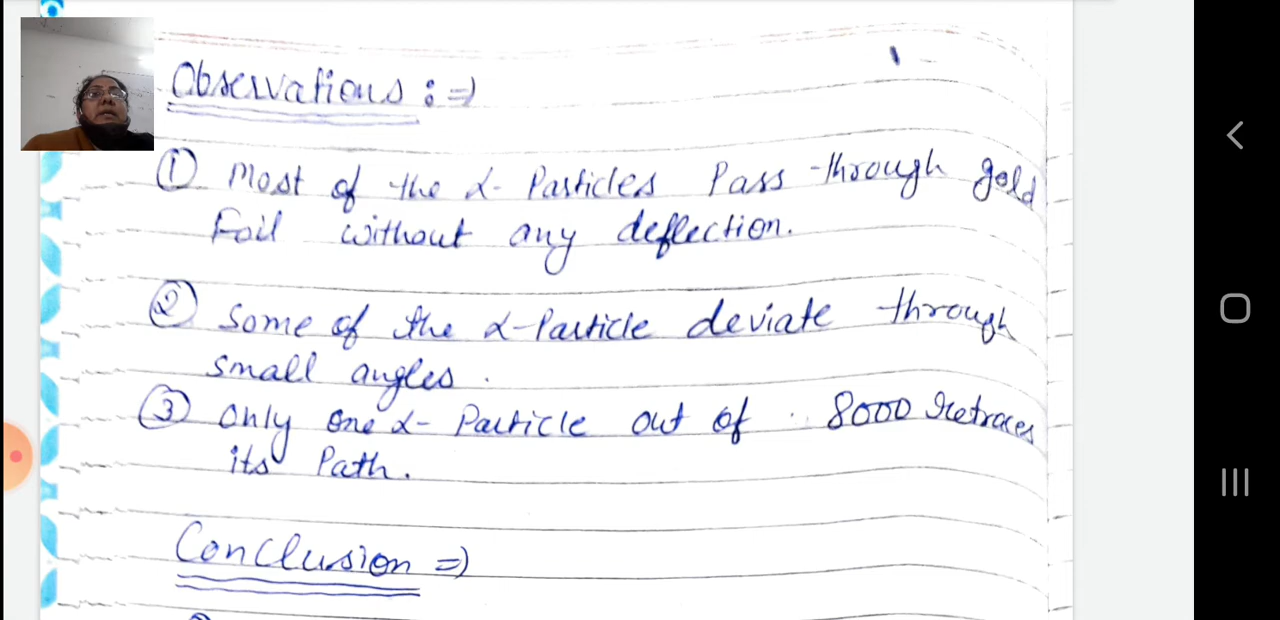 Observations :⇒
① Most of the α- Particles Pass through gold
Foil without any deflection.
② Some of the α-Particle deviate through
small angles.
③ only one α- Particle out of 8000 retraces
its Path.
Conclusion ⇒